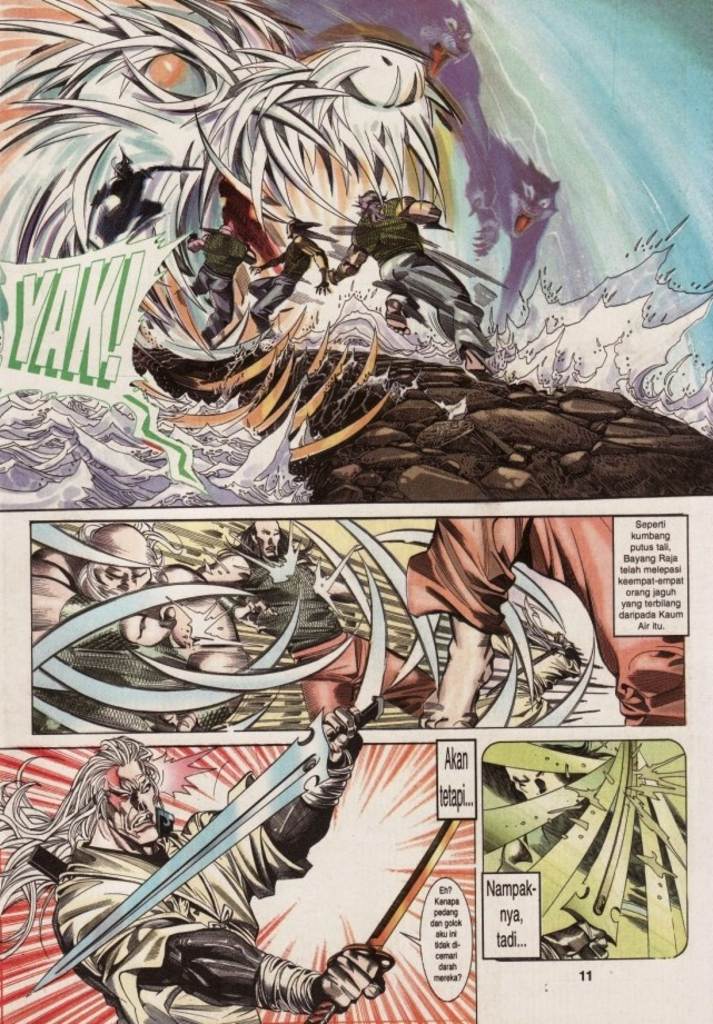 YAK!
Seperti
kumbang
putus tali,
Bayang Raja
telah melepasi
keempat-empat
orang jaguh
yang terbilang
daripada Kaum
Air itu.
Akan
tetapi...
Eh?
Kanapa
pedang
dan golok
aku ini
tidak di-
cemari
darah
mereka?
Nampak-
nya,
tadi...
11